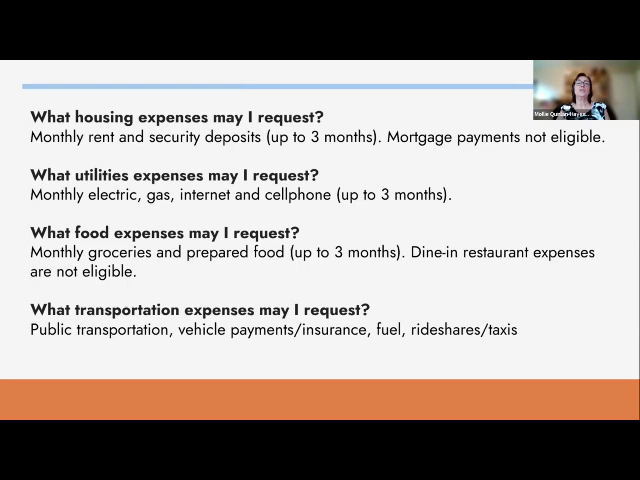 Mollie
What housing expenses may I request?
Monthly rent and security deposits (up to 3 months). Mortgage payments not eligible.
What utilities expenses may I request?
Monthly electric, gas, internet and cellphone (up to 3 months).
What food expenses may I request?
Monthly groceries and prepared food (up to 3 months). Dine-in restaurant expenses
are not eligible.
What transportation expenses may I request?
Public transportation, vehicle payments/insurance, fuel, rideshares/taxis